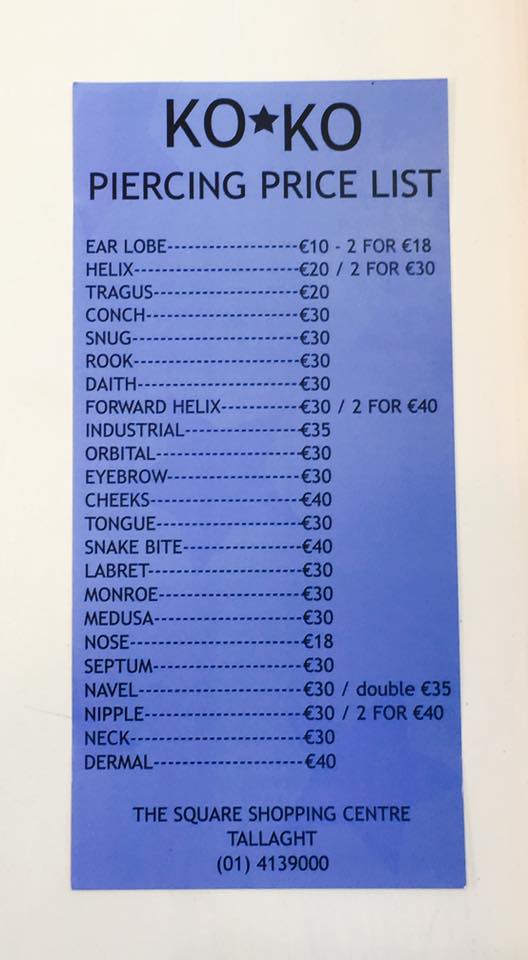 KO★KO
PIERCING PRICE LIST
EAR LOBE-------------------€10 - 2 FOR €18
HELIX------------------------€20 / 2 FOR €30
TRAGUS---------------------€20
CONCH----------------------€30
SNUG------------------------€30
ROOK------------------------€30
DAITH-----------------------€30
FORWARD HELIX-----------€30 / 2 FOR €40
INDUSTRIAL----------------€35
ORBITAL--------------------€30
EYEBROW-------------------€30
CHEEKS---------------------€40
TONGUE--------------------€30
SNAKE BITE----------------€40
LABRET---------------------€30
MONROE-------------------€30
MEDUSA--------------------€30
NOSE-----------------------€18
SEPTUM--------------------€30
NAVEL----------------------€30 / double €35
NIPPLE---------------------€30 / 2 FOR €40
NECK-----------------------€30
DERMAL--------------------€40
THE SQUARE SHOPPING CENTRE
TALLAGHT
(01) 4139000